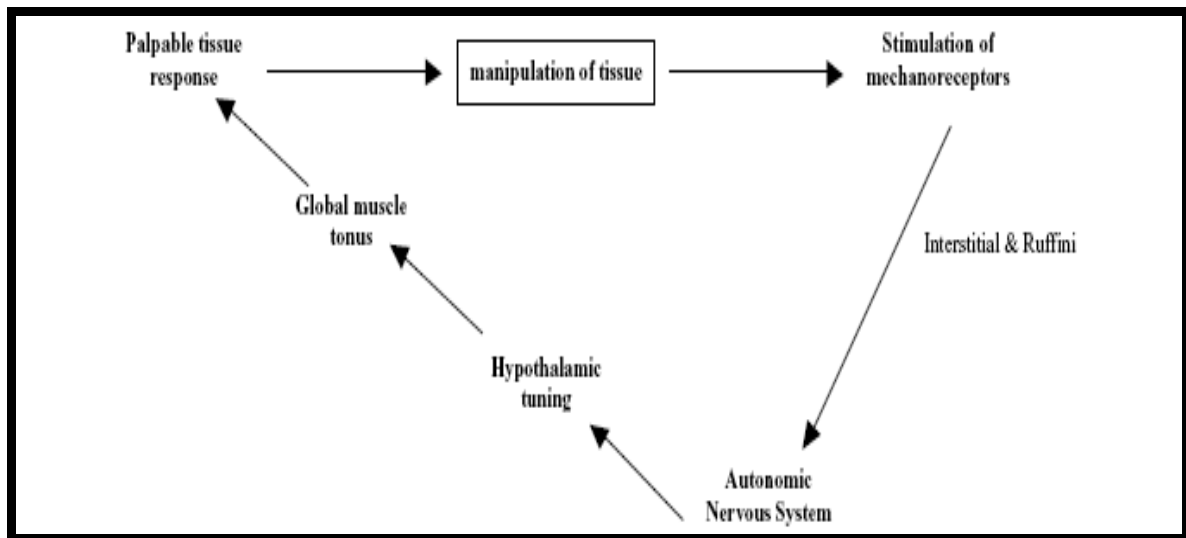 Palpable tissue
response
manipulation of tissue
Stimulation of
mechanoreceptors
Global muscle
tonus
Interstitial & Ruffini
Hypothalamic
tuning
Autonomic
Nervous System